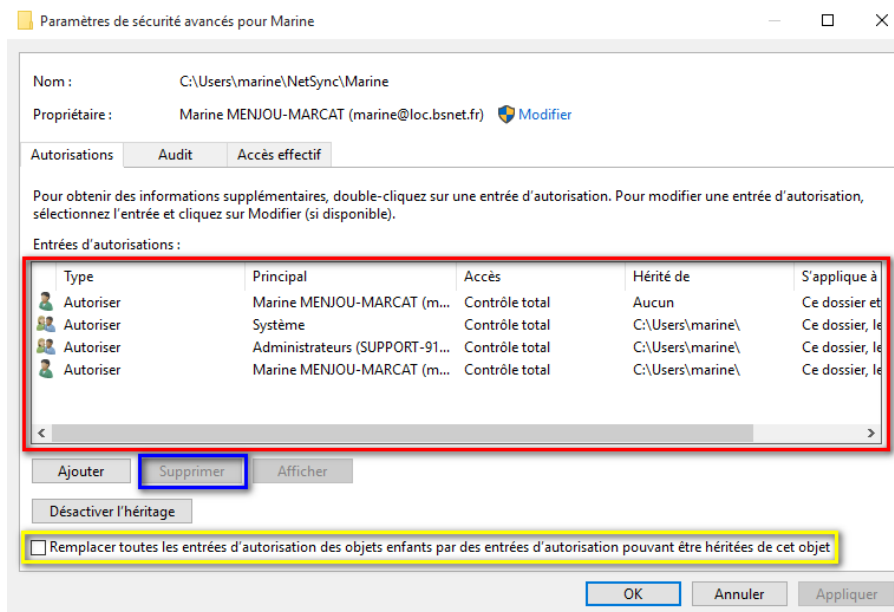 Paramètres de sécurité avancés pour Marine
Nom : C:\Users\marine\NetSync\Marine
Propriétaire : Marine MENJOU-MARCAT (marine@loc.bsnet.fr) Modifier
Autorisations Audit Accès effectif
Pour obtenir des informations supplémentaires, double-cliquez sur une entrée d'autorisation. Pour modifier une entrée d'autorisation,
sélectionnez l'entrée et cliquez sur Modifier (si disponible).
Entrées d'autorisations :
Type Principal Accès Hérité de S'applique à
Autoriser Marine MENJOU-MARCAT (m... Contrôle total Aucun Ce dossier et
Autoriser Système Contrôle total C:\Users\marine\ Ce dossier, le
Autoriser Administrateurs (SUPPORT-91... Contrôle total C:\Users\marine\ Ce dossier, le
Autoriser Marine MENJOU-MARCAT (m... Contrôle total C:\Users\marine\ Ce dossier, le
Ajouter Supprimer Afficher
Désactiver l'héritage
Remplacer toutes les entrées d'autorisation des objets enfants par des entrées d'autorisation pouvant être héritées de cet objet
OK Annuler Appliquer